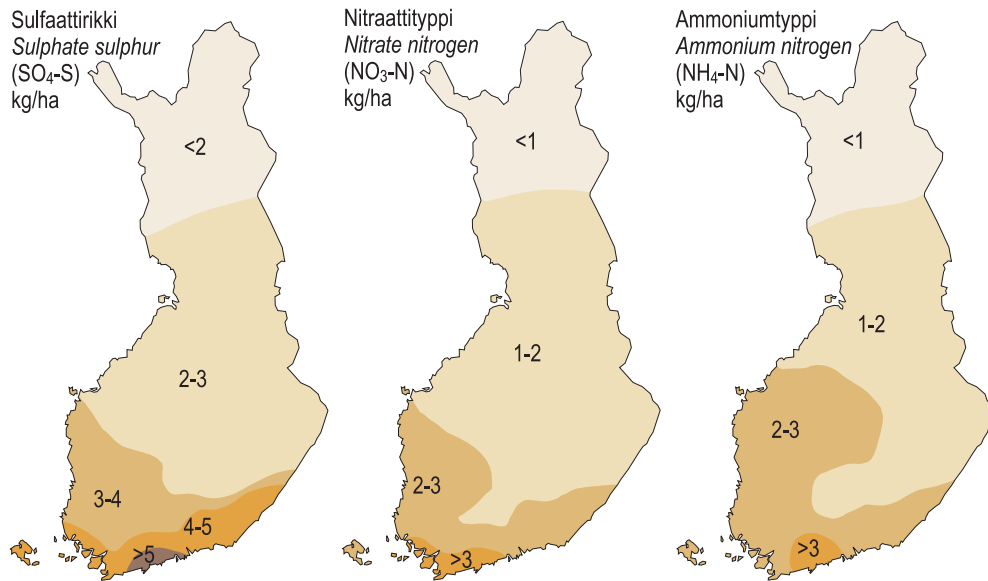 Sulfaattirikki
Sulphate sulphur
(SO₄-S)
kg/ha
<2
2-3
3-4
4-5
>5
Nitraattityppi
Nitrate nitrogen
(NO₃-N)
kg/ha
<1
1-2
2-3
>3
Ammoniumtyppi
Ammonium nitrogen
(NH₄-N)
kg/ha
<1
1-2
2-3
>3